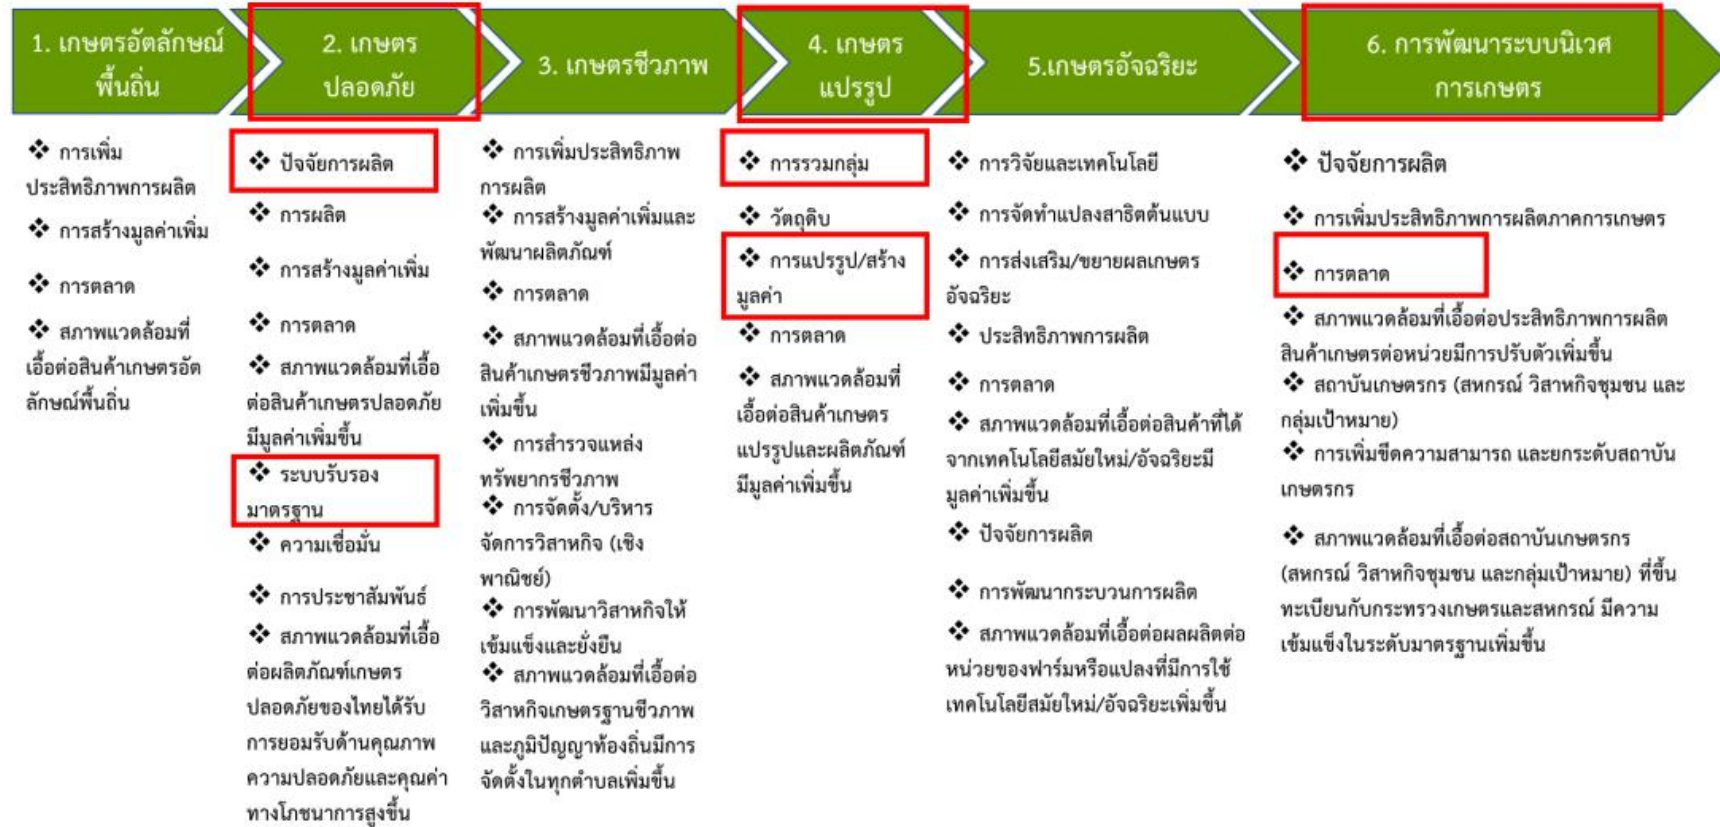 1. เกษตรอัตลักษณ์
พื้นถิ่น
2. เกษตร
ปลอดภัย
3. เกษตรชีวภาพ
4. เกษตร
แปรรูป
5.เกษตรอัจฉริยะ
6. การพัฒนาระบบนิเวศ
การเกษตร
❖ การเพิ่ม
ประสิทธิภาพการผลิต
❖ การสร้างมูลค่าเพิ่ม
❖ การตลาด
❖ สภาพแวดล้อมที่
เอื้อต่อสินค้าเกษตรอัต
ลักษณ์พื้นถิ่น
❖ ปัจจัยการผลิต
❖ การผลิต
❖ การสร้างมูลค่าเพิ่ม
❖ การตลาด
❖ สภาพแวดล้อมที่เอื้อ
ต่อสินค้าเกษตรปลอดภัย
มีมูลค่าเพิ่มขึ้น
❖ ระบบรับรอง
มาตรฐาน
❖ ความเชื่อมั่น
❖ การประชาสัมพันธ์
❖ สภาพแวดล้อมที่เอื้อ
ต่อผลิตภัณฑ์เกษตร
ปลอดภัยของไทยได้รับ
การยอมรับด้านคุณภาพ
ความปลอดภัยและคุณค่า
ทางโภชนาการสูงขึ้น
❖ การเพิ่มประสิทธิภาพ
การผลิต
❖ การสร้างมูลค่าเพิ่มและ
พัฒนาผลิตภัณฑ์
❖ การตลาด
❖ สภาพแวดล้อมที่เอื้อต่อ
สินค้าเกษตรชีวภาพมีมูลค่า
เพิ่มขึ้น
❖ การสำรวจแหล่ง
ทรัพยากรชีวภาพ
❖ การจัดตั้ง/บริหาร
จัดการวิสาหกิจ (เชิง
พาณิชย์)
❖ การพัฒนาวิสาหกิจให้
เข้มแข็งและยั่งยืน
❖ สภาพแวดล้อมที่เอื้อต่อ
วิสาหกิจเกษตรฐานชีวภาพ
และภูมิปัญญาท้องถิ่นมีการ
จัดตั้งในทุกตำบลเพิ่มขึ้น
❖ การรวมกลุ่ม
❖ วัตถุดิบ
❖ การแปรรูป/สร้าง
มูลค่า
❖ การตลาด
❖ สภาพแวดล้อมที่
เอื้อต่อสินค้าเกษตร
แปรรูปและผลิตภัณฑ์
มีมูลค่าเพิ่มขึ้น
❖ การวิจัยและเทคโนโลยี
❖ การจัดทำแปลงสาธิตต้นแบบ
❖ การส่งเสริม/ขยายผลเกษตร
อัจฉริยะ
❖ ประสิทธิภาพการผลิต
❖ การตลาด
❖ สภาพแวดล้อมที่เอื้อต่อสินค้าที่ได้
จากเทคโนโลยีสมัยใหม่/อัจฉริยะมี
มูลค่าเพิ่มขึ้น
❖ ปัจจัยการผลิต
❖ การพัฒนากระบวนการผลิต
❖ สภาพแวดล้อมที่เอื้อต่อผลผลิตต่อ
หน่วยของฟาร์มหรือแปลงที่มีการใช้
เทคโนโลยีสมัยใหม่/อัจฉริยะเพิ่มขึ้น
❖ ปัจจัยการผลิต
❖ การเพิ่มประสิทธิภาพการผลิตภาคการเกษตร
❖ การตลาด
❖ สภาพแวดล้อมที่เอื้อต่อประสิทธิภาพการผลิต
สินค้าเกษตรต่อหน่วยมีการปรับตัวเพิ่มขึ้น
❖ สถาบันเกษตรกร (สหกรณ์ วิสาหกิจชุมชน และ
กลุ่มเป้าหมาย)
❖ การเพิ่มขีดความสามารถ และยกระดับสถาบัน
เกษตรกร
❖ สภาพแวดล้อมที่เอื้อต่อสถาบันเกษตรกร
(สหกรณ์ วิสาหกิจชุมชน และกลุ่มเป้าหมาย) ที่ขึ้น
ทะเบียนกับกระทรวงเกษตรและสหกรณ์ มีความ
เข้มแข็งในระดับมาตรฐานเพิ่มขึ้น